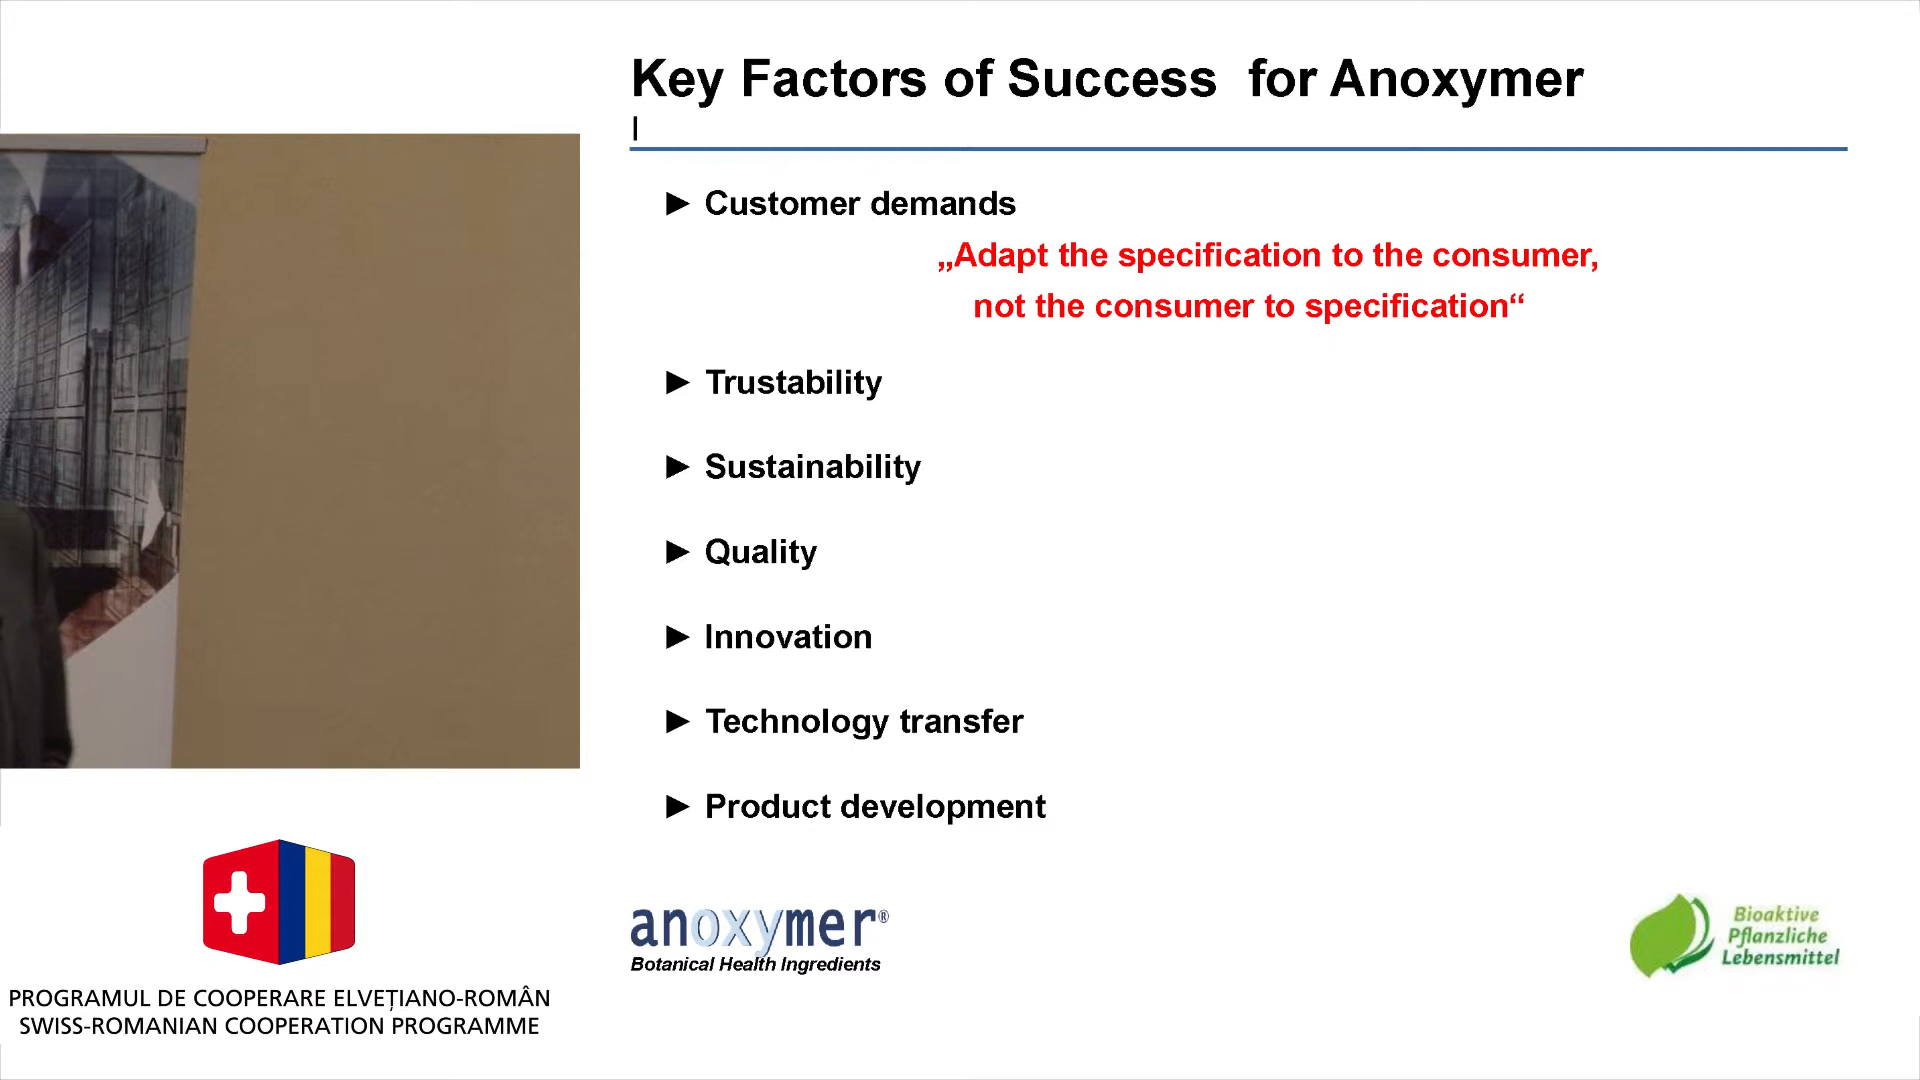 Key Factors of Success for Anoxymer
► Customer demands
„Adapt the specification to the consumer,
not the consumer to specification“
► Trustability
► Sustainability
► Quality
► Innovation
► Technology transfer
► Product development
anoxymer®
Botanical Health Ingredients
Bioaktive
Pflanzliche
Lebensmittel
PROGRAMUL DE COOPERARE ELVEȚIANO-ROMÂN
SWISS-ROMANIAN COOPERATION PROGRAMME